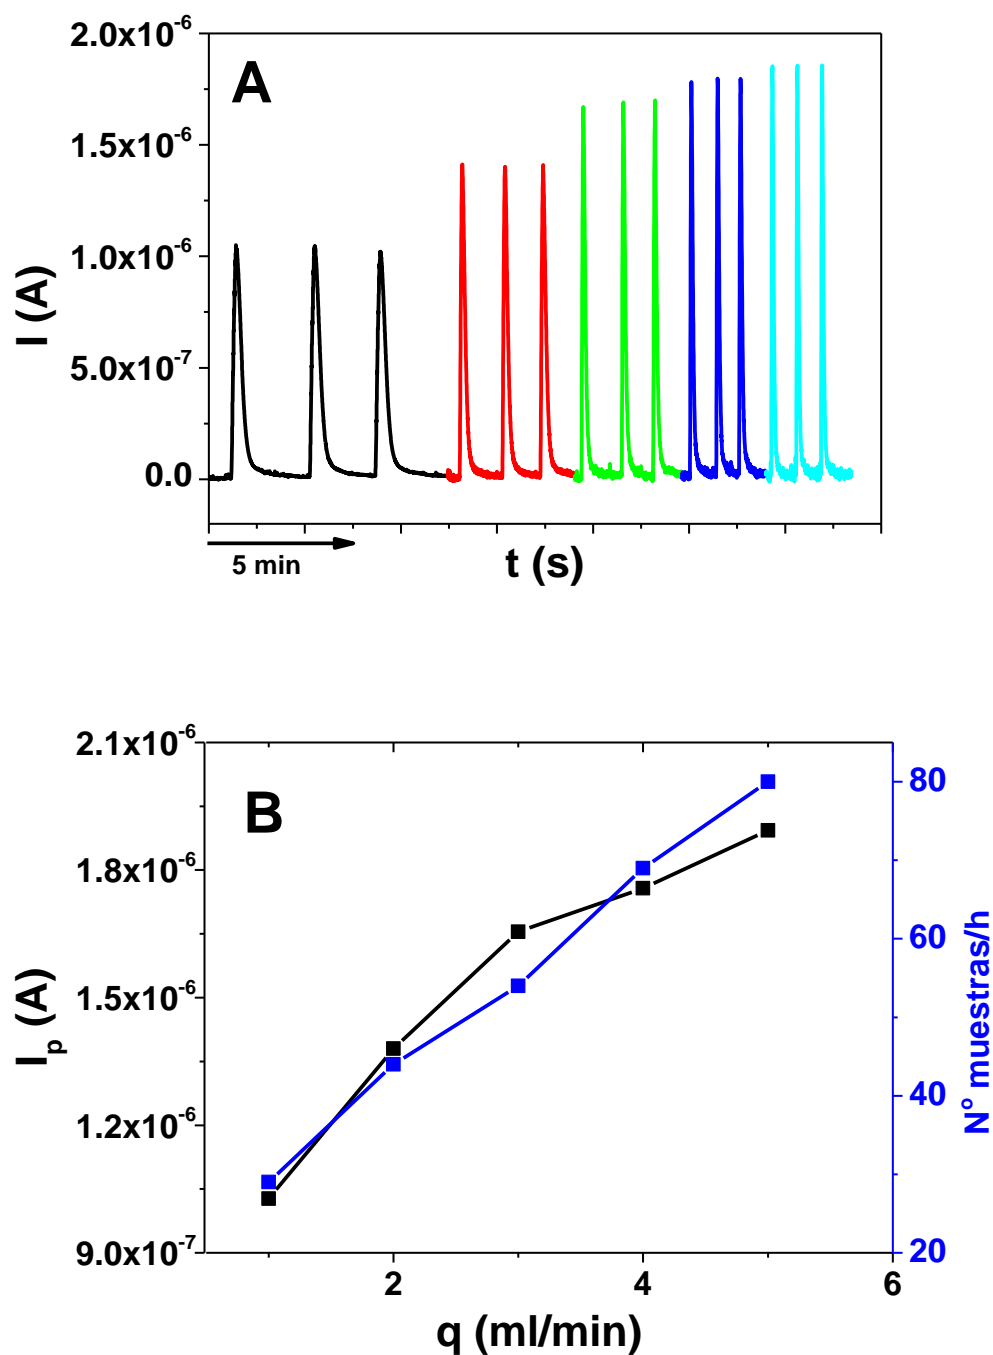 A
2.0x10⁻⁶
1.5x10⁻⁶
1.0x10⁻⁶
5.0x10⁻⁷
0.0
I (A)
5 min
t (s)
B
2.1x10⁻⁶
1.8x10⁻⁶
1.5x10⁻⁶
1.2x10⁻⁶
9.0x10⁻⁷
Iₚ (A)
80
60
40
20
N° muestras/h
2 4 6
q (ml/min)